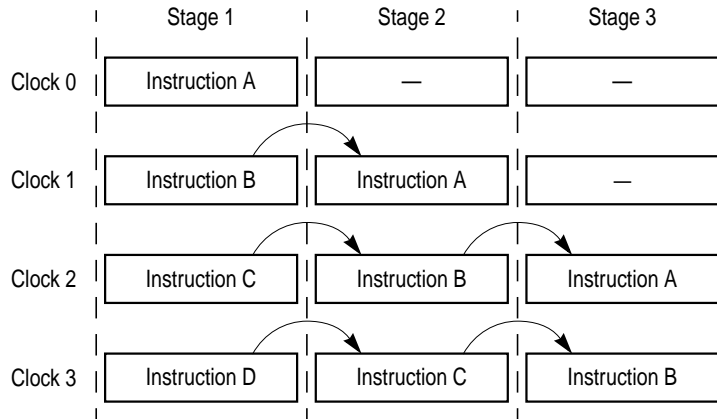 Stage 1 Stage 2 Stage 3
Clock 0 Instruction A — —
Clock 1 Instruction B Instruction A —
Clock 2 Instruction C Instruction B Instruction A
Clock 3 Instruction D Instruction C Instruction B